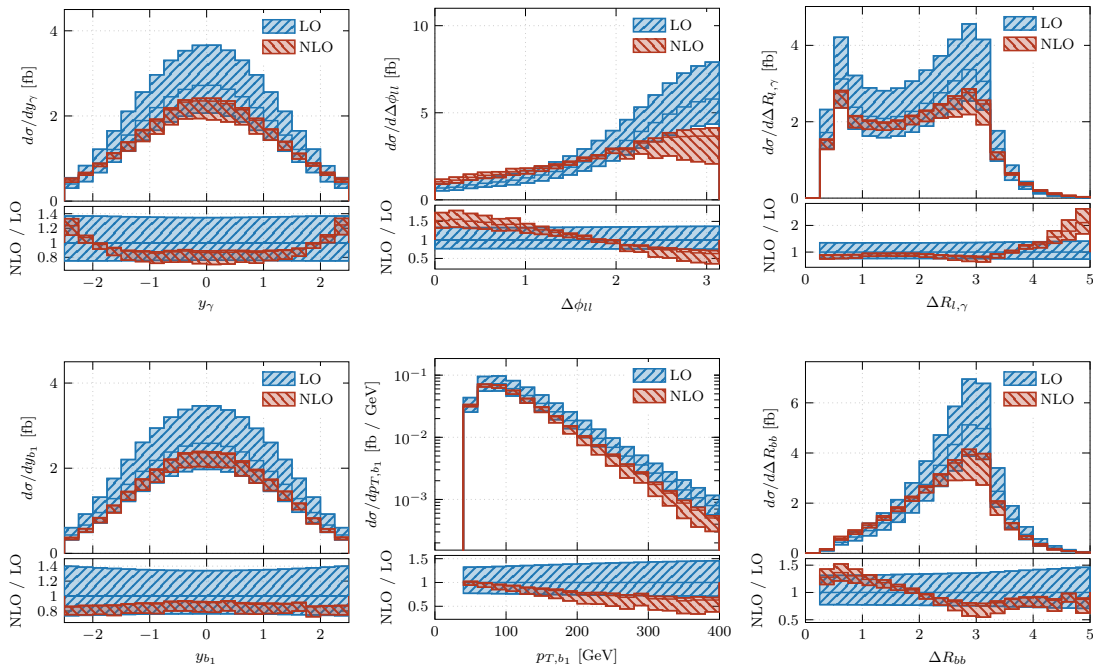 dσ/dy_γ [fb]
4
2
0
LO
NLO
NLO / LO
1.4
1.2
1
0.8
−2 −1 0 1 2
y_γ
dσ/dΔϕ_ll [fb]
10
5
0
LO
NLO
NLO / LO
1.5
1
0.5
0 1 2 3
Δϕ_ll
dσ/dΔR_l,γ [fb]
4
2
0
LO
NLO
NLO / LO
2
1
0 1 2 3 4 5
ΔR_l,γ
dσ/dy_b₁ [fb]
4
2
0
LO
NLO
NLO / LO
1.4
1.2
1
0.8
−2 −1 0 1 2
y_b₁
dσ/dp_T,b₁ [fb / GeV]
10⁻¹
10⁻²
10⁻³
LO
NLO
NLO / LO
1.5
1
0.5
0 100 200 300 400
p_T,b₁ [GeV]
dσ/dΔR_bb [fb]
6
4
2
0
LO
NLO
NLO / LO
1.5
1
0.5
0 1 2 3 4 5
ΔR_bb